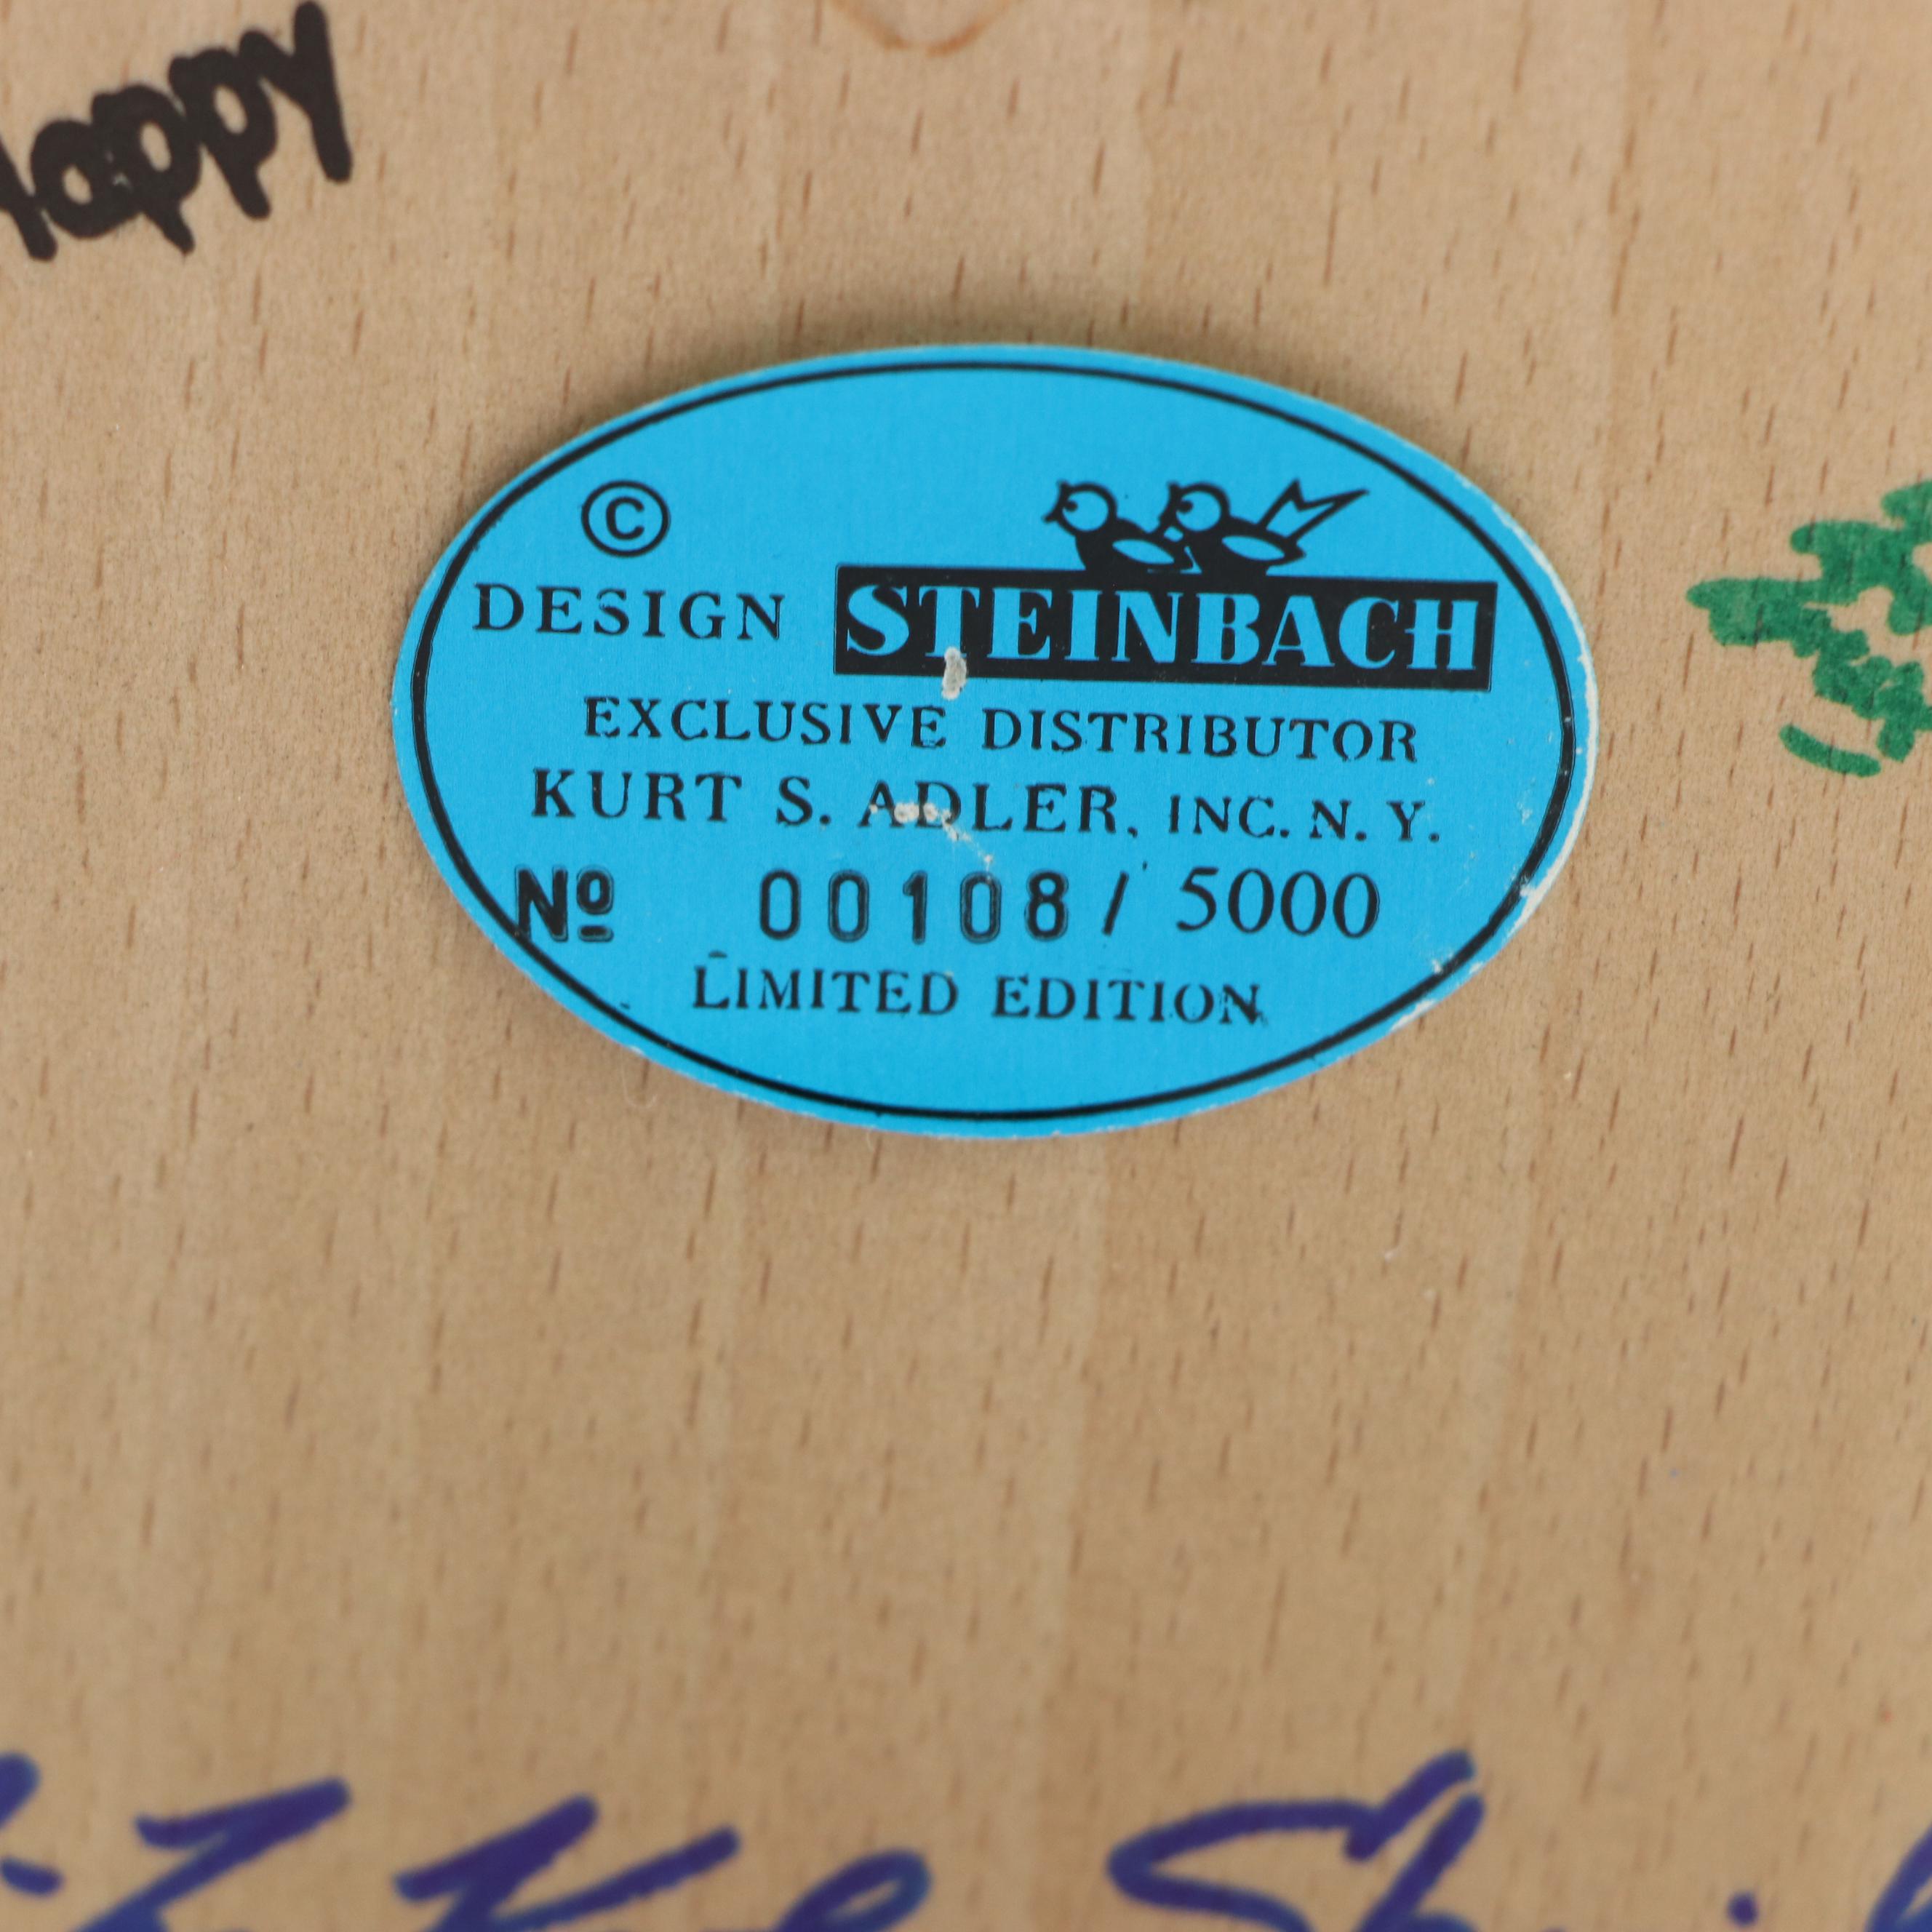 Happy
©
DESIGN STEINBACH
EXCLUSIVE DISTRIBUTOR
KURT S. ADLER, INC. N. Y.
Nº 00108 / 5000
LIMITED EDITION